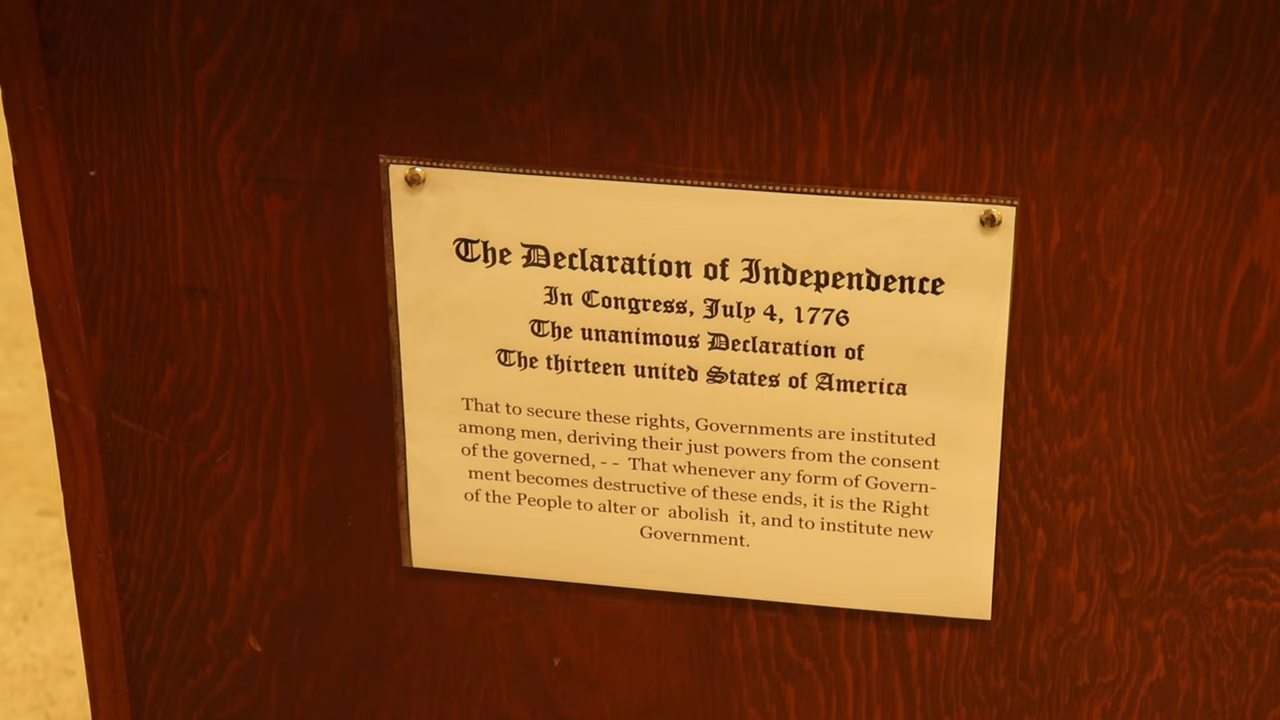 The Declaration of Independence
In Congress, July 4, 1776
The unanimous Declaration of
The thirteen united States of America
That to secure these rights, Governments are instituted
among men, deriving their just powers from the consent
of the governed, - - That whenever any form of Govern-
ment becomes destructive of these ends, it is the Right
of the People to alter or abolish it, and to institute new
Government.